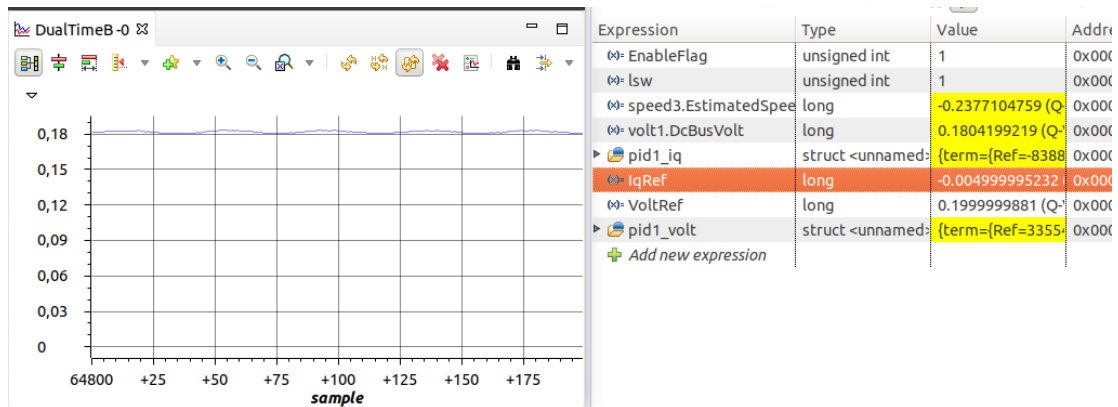 DualTimeB -0
0,18
0,15
0,12
0,09
0,06
0,03
0
64800 +25 +50 +75 +100 +125 +150 +175
sample
Expression Type Value Addre
(x)= EnableFlag unsigned int 1 0x000
(x)= lsw unsigned int 1 0x000
(x)= speed3.EstimatedSpee long -0.2377104759 (Q- 0x000
(x)= volt1.DcBusVolt long 0.1804199219 (Q-' 0x000
pid1_iq struct <unnamed> {term={Ref=-8388 0x000
(x)= IqRef long -0.004999995232 0x000
(x)= VoltRef long 0.1999999881 (Q-' 0x000
pid1_volt struct <unnamed> {term={Ref=33554 0x000
Add new expression